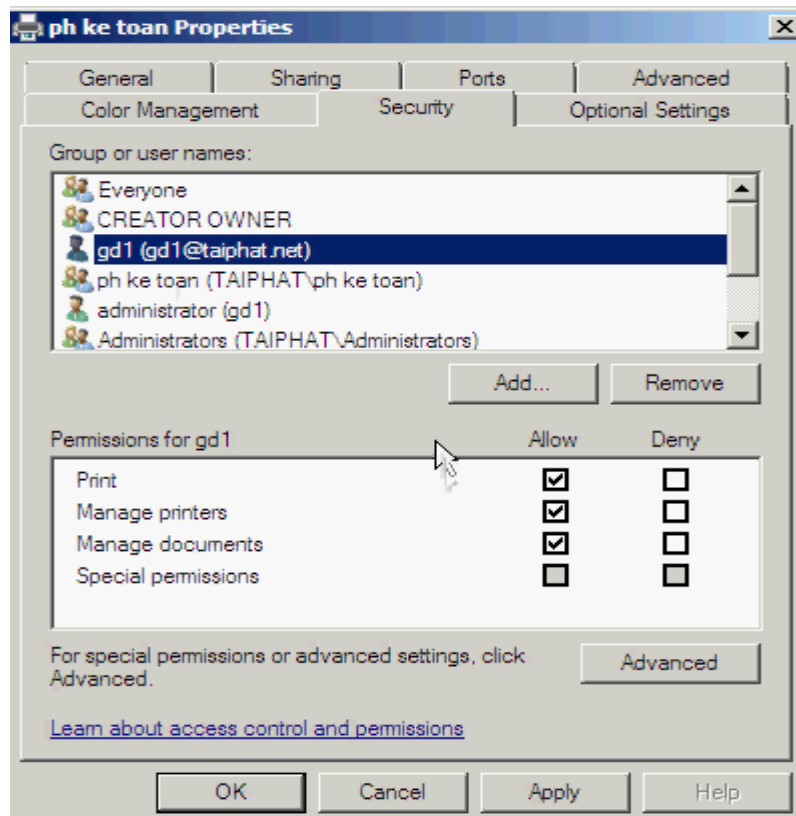 ph ke toan Properties
General Sharing Ports Advanced
Color Management Security Optional Settings
Group or user names:
Everyone
CREATOR OWNER
gd1 (gd1@taiphat.net)
ph ke toan (TAIPHAT\ph ke toan)
administrator (gd1)
Administrators (TAIPHAT\Administrators)
Add... Remove
Permissions for gd1 Allow Deny
Print
Manage printers
Manage documents
Special permissions
For special permissions or advanced settings, click
Advanced.
Advanced
Learn about access control and permissions
OK Cancel Apply Help